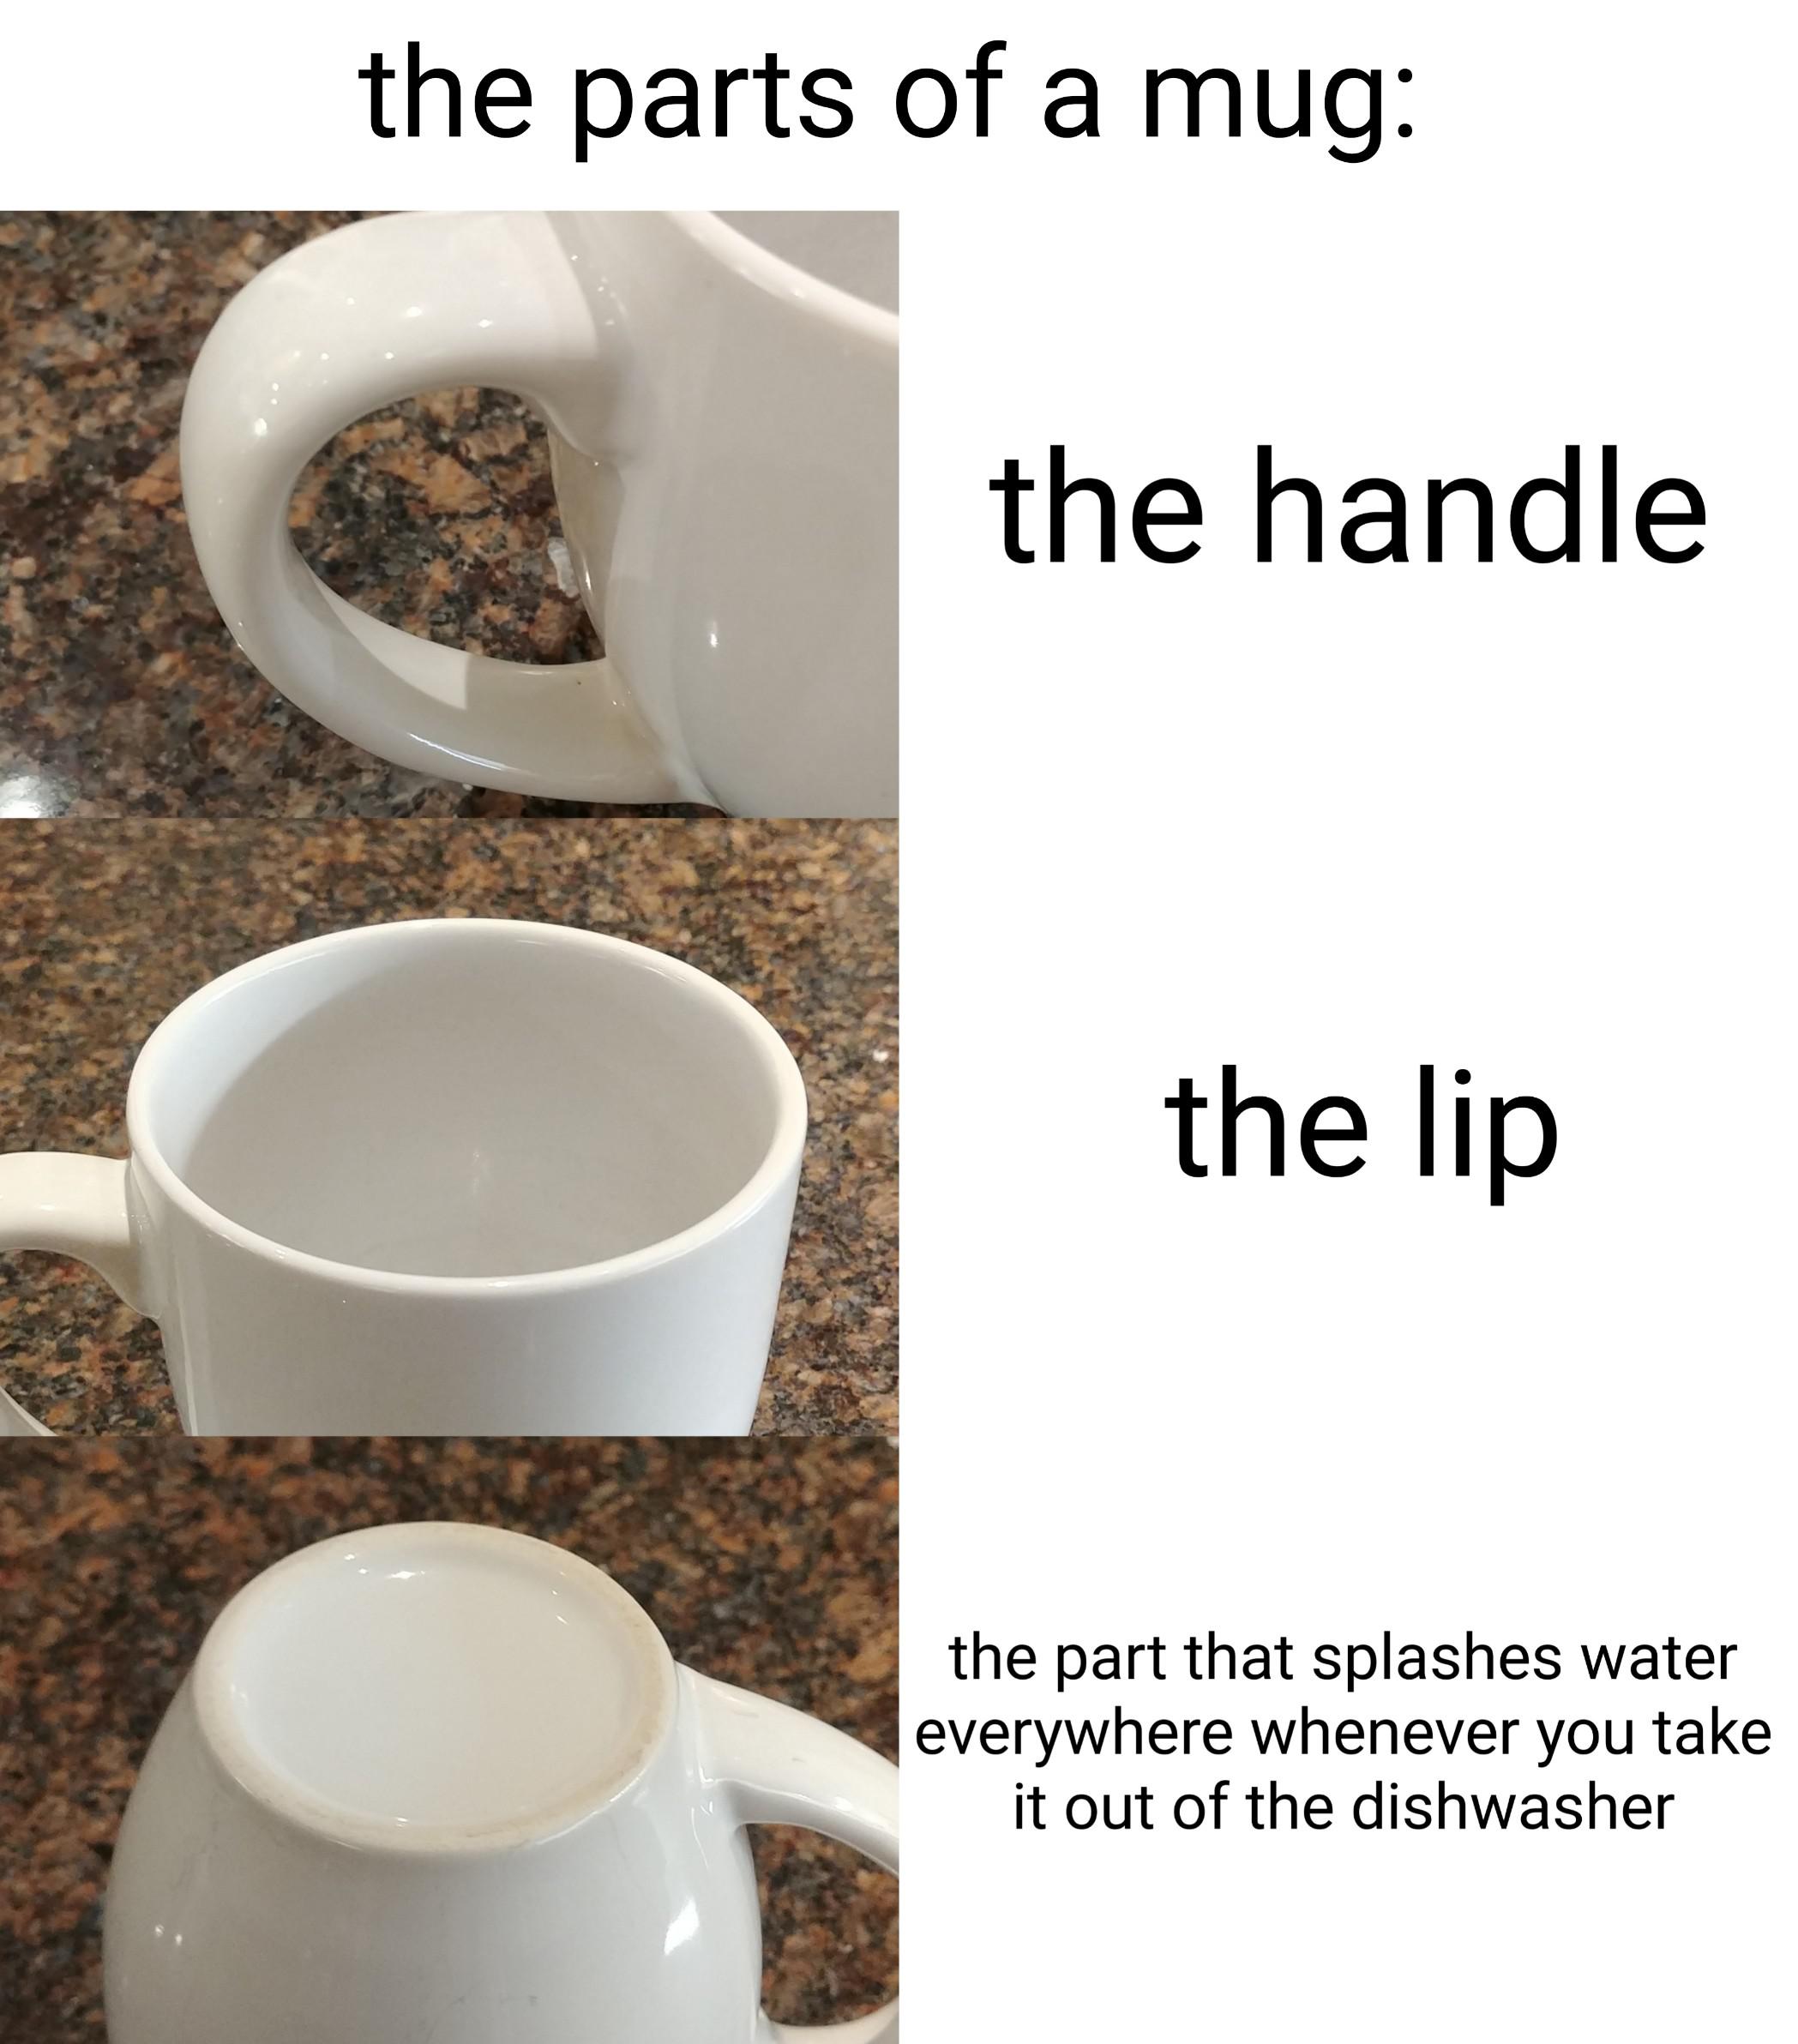 the parts of a mug:
the handle
the lip
the part that splashes water
everywhere whenever you take
it out of the dishwasher